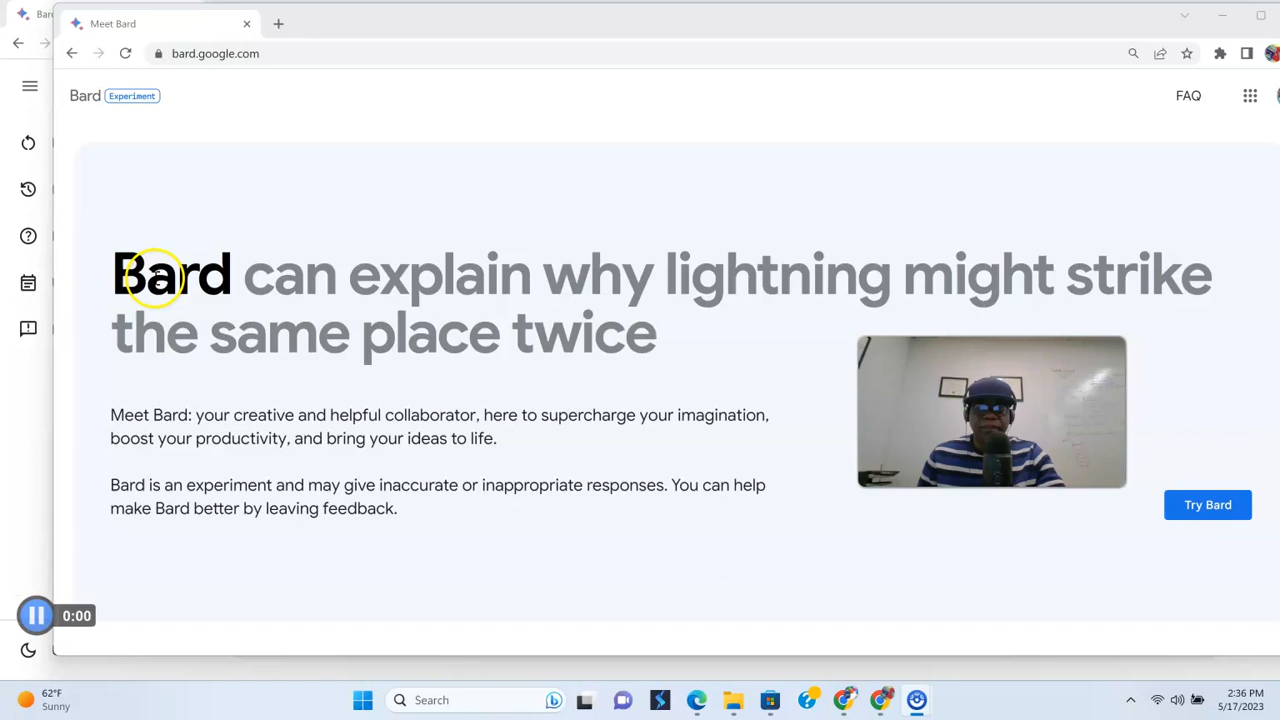 Bard
Meet Bard
bard.google.com
Bard Experiment
FAQ
Bard can explain why lightning might strike
the same place twice
Meet Bard: your creative and helpful collaborator, here to supercharge your imagination,
boost your productivity, and bring your ideas to life.
Bard is an experiment and may give inaccurate or inappropriate responses. You can help
make Bard better by leaving feedback.
Try Bard
0:00
62°F
Sunny
Search
2:36 PM
5/17/2023